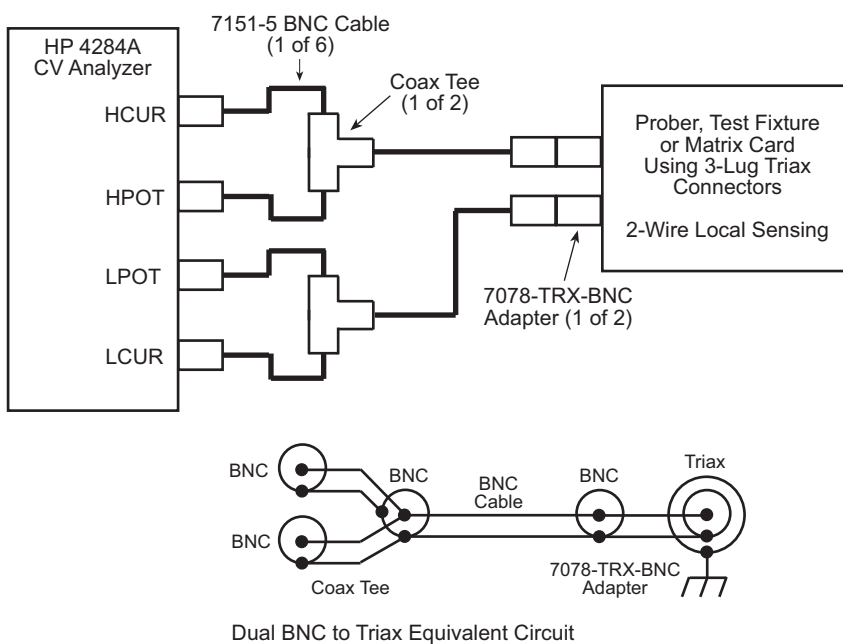 7151-5 BNC Cable
(1 of 6)
HP 4284A
CV Analyzer
Coax Tee
(1 of 2)
HCUR
HPOT
LPOT
LCUR
Prober, Test Fixture
or Matrix Card
Using 3-Lug Triax
Connectors
2-Wire Local Sensing
7078-TRX-BNC
Adapter (1 of 2)
BNC
BNC
BNC
BNC
Cable
BNC
Triax
Coax Tee
7078-TRX-BNC
Adapter
Dual BNC to Triax Equivalent Circuit